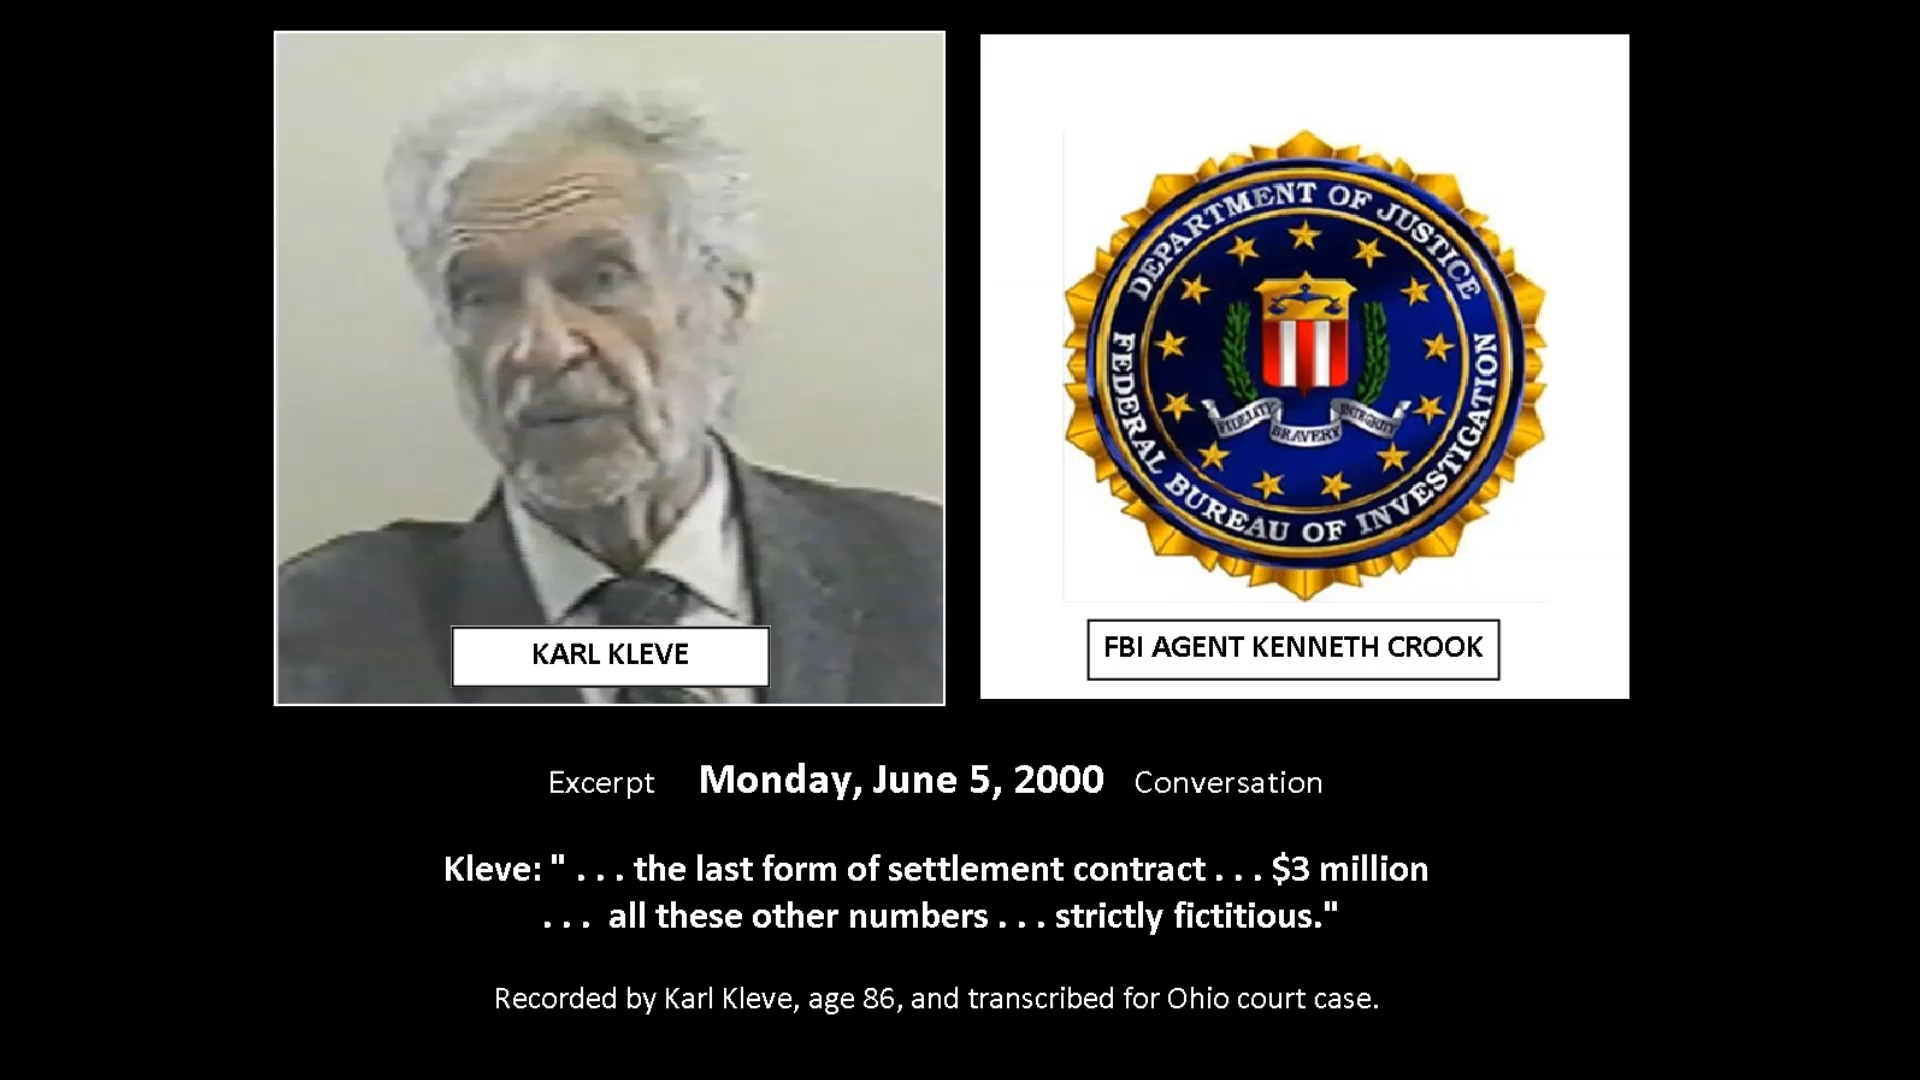 DEPARTMENT OF JUSTICE
FEDERAL BUREAU OF INVESTIGATION
FIDELITY BRAVERY INTEGRITY
KARL KLEVE
FBI AGENT KENNETH CROOK
Excerpt Monday, June 5, 2000 Conversation
Kleve: " . . . the last form of settlement contract . . . $3 million
. . . all these other numbers . . . strictly fictitious."
Recorded by Karl Kleve, age 86, and transcribed for Ohio court case.